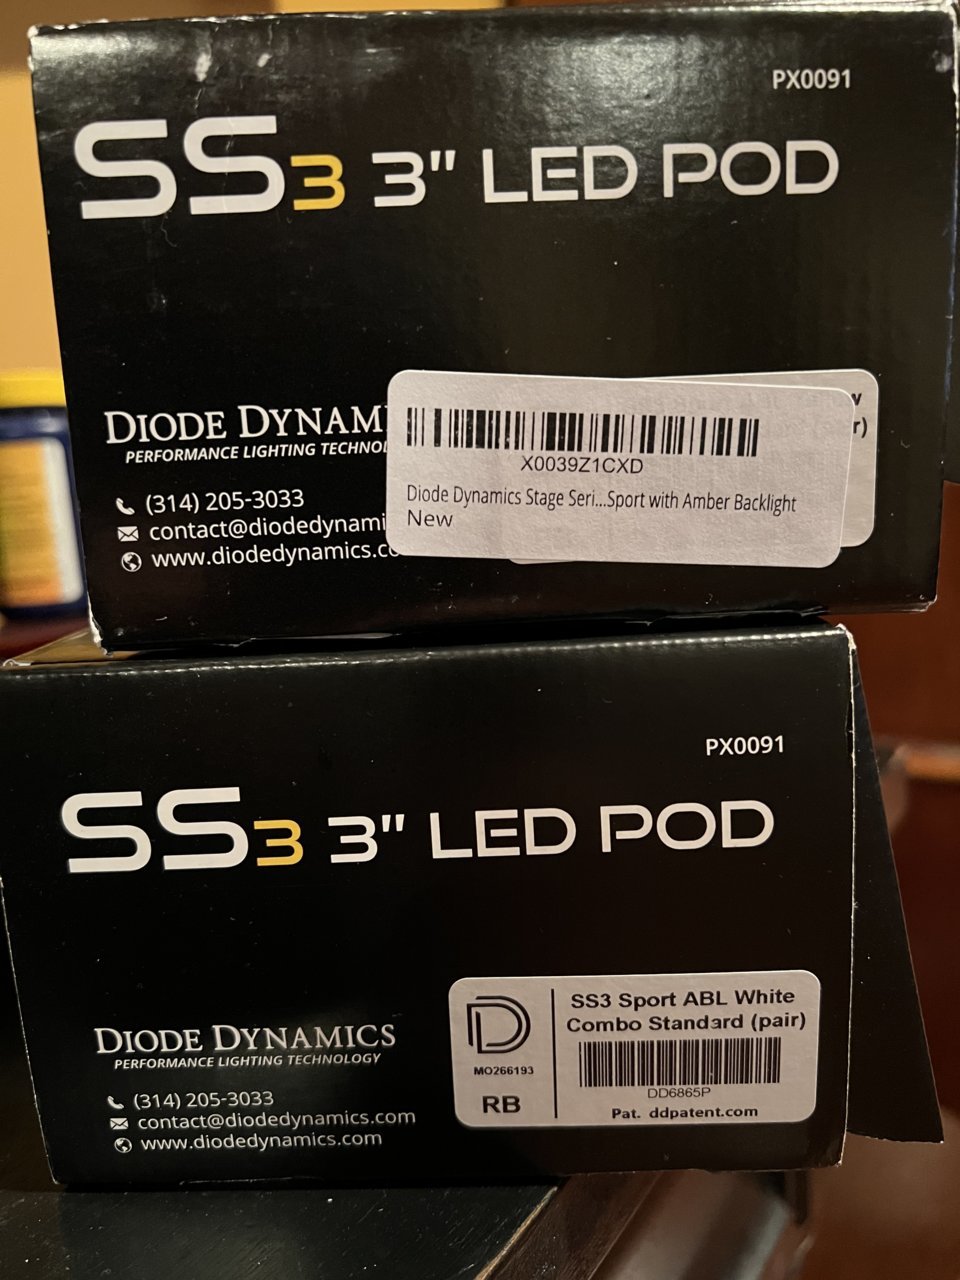 PX0091
SS3 3" LED POD
DIODE DYNAMI
PERFORMANCE LIGHTING TECHNOL
(314) 205-3033
contact@diodedynami
www.diodedynamics.co
w
r)
X0039Z1CXD
Diode Dynamics Stage Seri...Sport with Amber Backlight
New
PX0091
SS3 3" LED POD
DIODE DYNAMICS
PERFORMANCE LIGHTING TECHNOLOGY
(314) 205-3033
contact@diodedynamics.com
www.diodedynamics.com
D
MO266193
RB
SS3 Sport ABL White
Combo Standard (pair)
DD6865P
Pat. ddpatent.com